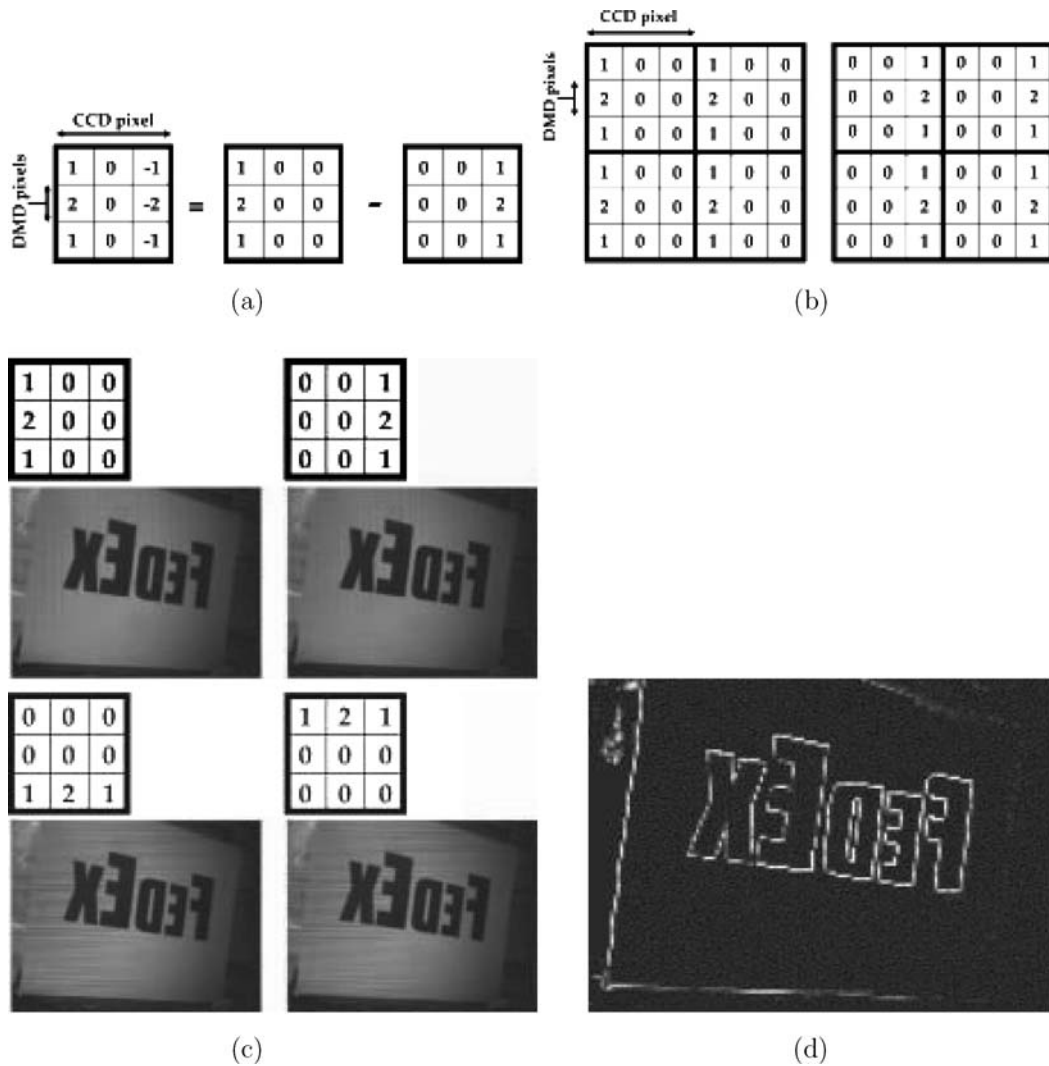 CCD pixel
DMD pixels
1 0 -1
2 0 -2
1 0 -1
=
1 0 0
2 0 0
1 0 0
-
0 0 1
0 0 2
0 0 1
(a)
CCD pixel
DMD pixels
1 0 0 1 0 0
2 0 0 2 0 0
1 0 0 1 0 0
1 0 0 1 0 0
2 0 0 2 0 0
1 0 0 1 0 0
0 0 1 0 0 1
0 0 2 0 0 2
0 0 1 0 0 1
0 0 1 0 0 1
0 0 2 0 0 2
0 0 1 0 0 1
(b)
1 0 0
2 0 0
1 0 0
0 0 1
0 0 2
0 0 1
FEDEX
FEDEX
0 0 0
0 0 0
1 2 1
1 2 1
0 0 0
0 0 0
FEDEX
FEDEX
(c)
FEDEX
(d)